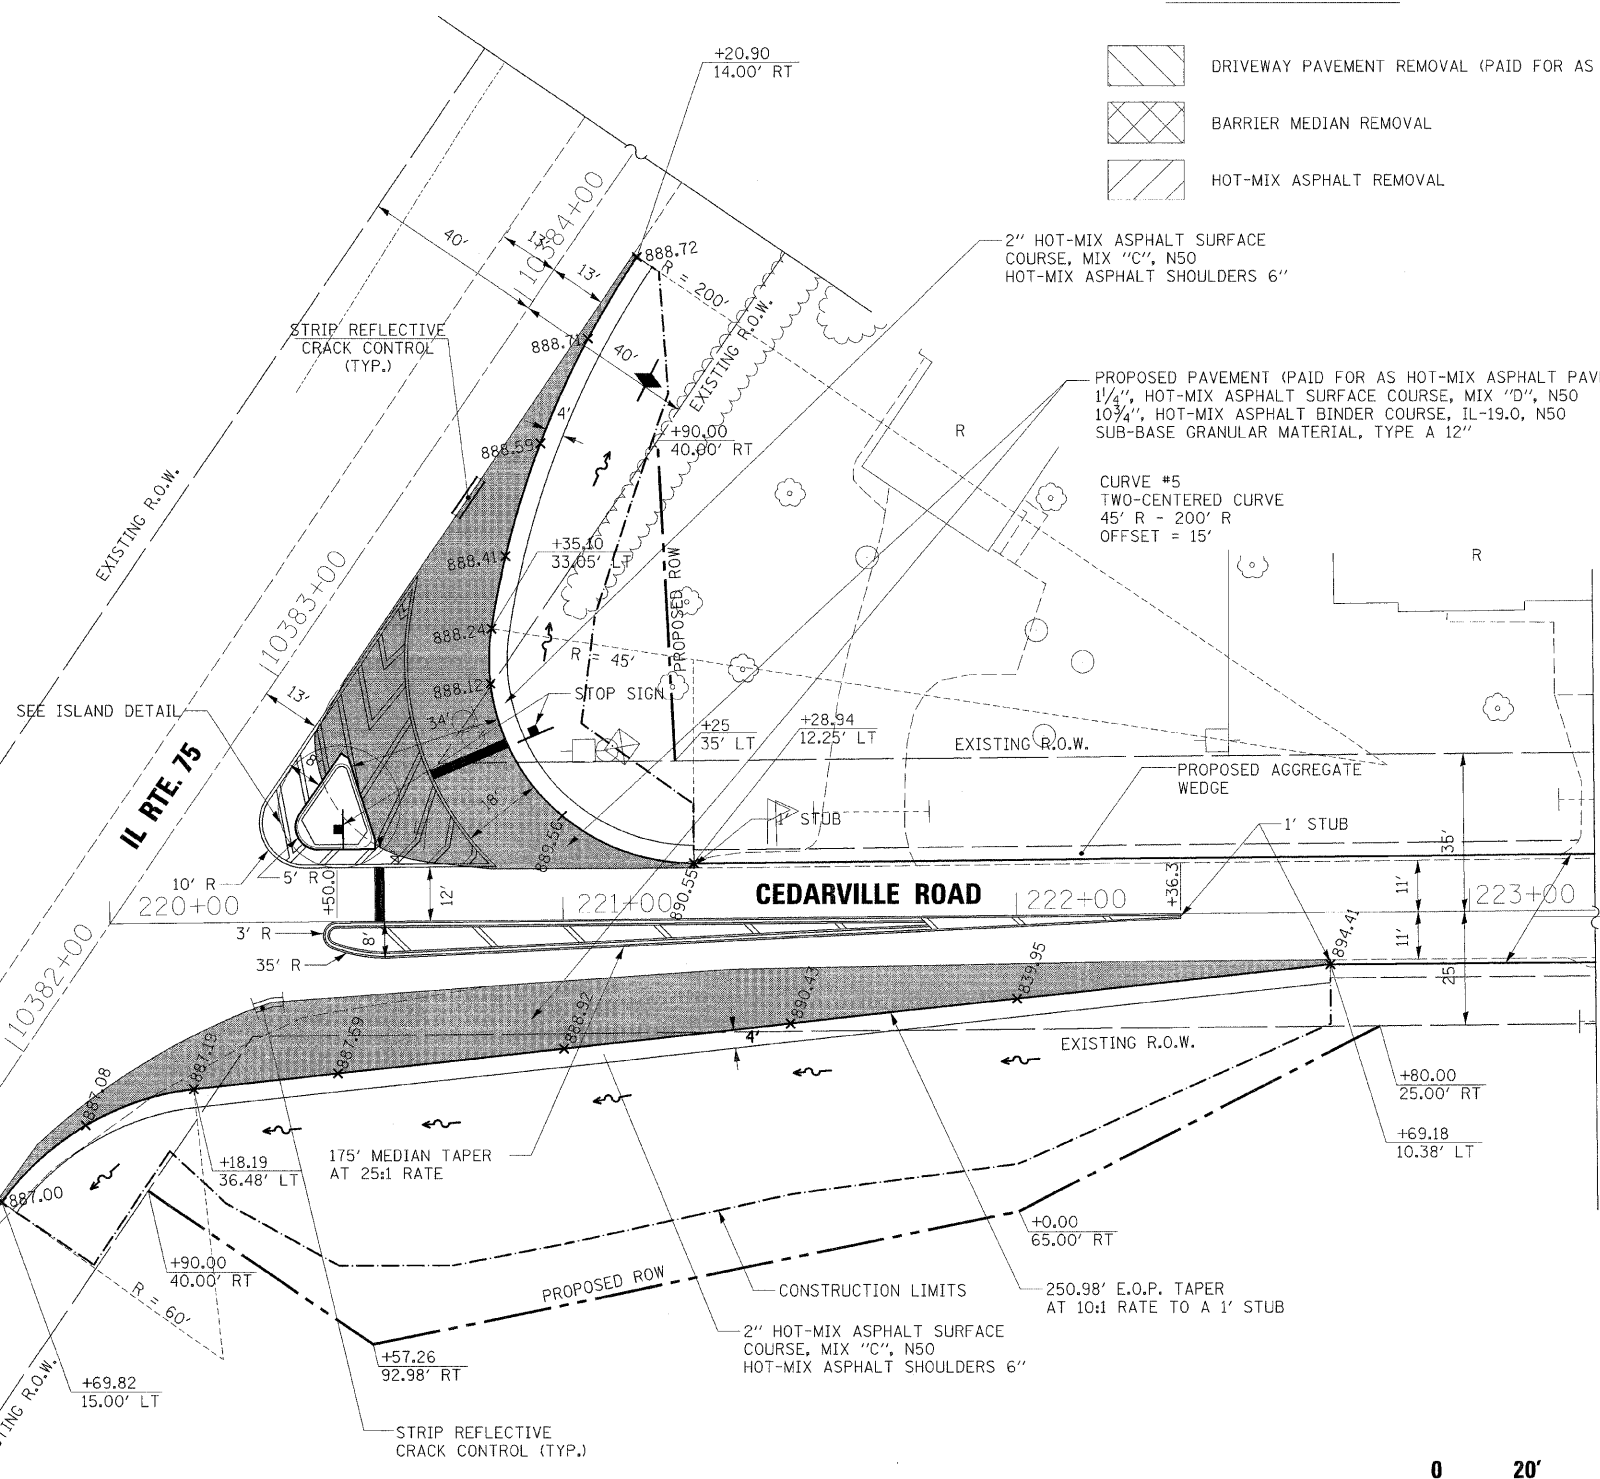 +20.90
14.00' RT
DRIVEWAY PAVEMENT REMOVAL (PAID FOR AS
BARRIER MEDIAN REMOVAL
HOT-MIX ASPHALT REMOVAL
40'
13'
13'
10384+00
888.72
R = 200'
2" HOT-MIX ASPHALT SURFACE
COURSE, MIX "C", N50
HOT-MIX ASPHALT SHOULDERS 6"
STRIP REFLECTIVE
CRACK CONTROL
(TYP.)
888.71
40'
EXISTING R.O.W.
PROPOSED PAVEMENT (PAID FOR AS HOT-MIX ASPHALT PAV
1 1/4", HOT-MIX ASPHALT SURFACE COURSE, MIX "D", N50
10 3/4", HOT-MIX ASPHALT BINDER COURSE, IL-19.0, N50
SUB-BASE GRANULAR MATERIAL, TYPE A 12"
4'
888.59
+90.00
40.00' RT
R
CURVE #5
TWO-CENTERED CURVE
45' R - 200' R
OFFSET = 15'
EXISTING R.O.W.
888.41
+35.10
33.05' LT
R
10383+00
PROPOSED ROW
888.24
R = 45'
888.12
STOP SIGN
13'
SEE ISLAND DETAIL
34'
+25
35' LT
+28.94
12.25' LT
EXISTING R.O.W.
IL RTE. 75
8'
PROPOSED AGGREGATE
WEDGE
18'
1' STUB
1' STUB
35'
889.56
4'
10' R
5' R
+50.0
12'
890.55
CEDARVILLE ROAD
+36.3
11'
220+00
221+00
222+00
223+00
3' R
8'
35' R
11'
25'
894.41
10382+00
839.95
890.43
888.92
887.59
887.19
4'
EXISTING R.O.W.
887.08
+80.00
25.00' RT
175' MEDIAN TAPER
AT 25:1 RATE
+18.19
36.48' LT
+69.18
10.38' LT
887.00
+0.00
65.00' RT
+90.00
40.00' RT
R = 60'
PROPOSED ROW
CONSTRUCTION LIMITS
250.98' E.O.P. TAPER
AT 10:1 RATE TO A 1' STUB
2" HOT-MIX ASPHALT SURFACE
COURSE, MIX "C", N50
HOT-MIX ASPHALT SHOULDERS 6"
+57.26
92.98' RT
+69.82
15.00' LT
TING R.O.W.
STRIP REFLECTIVE
CRACK CONTROL (TYP.)
0 20'